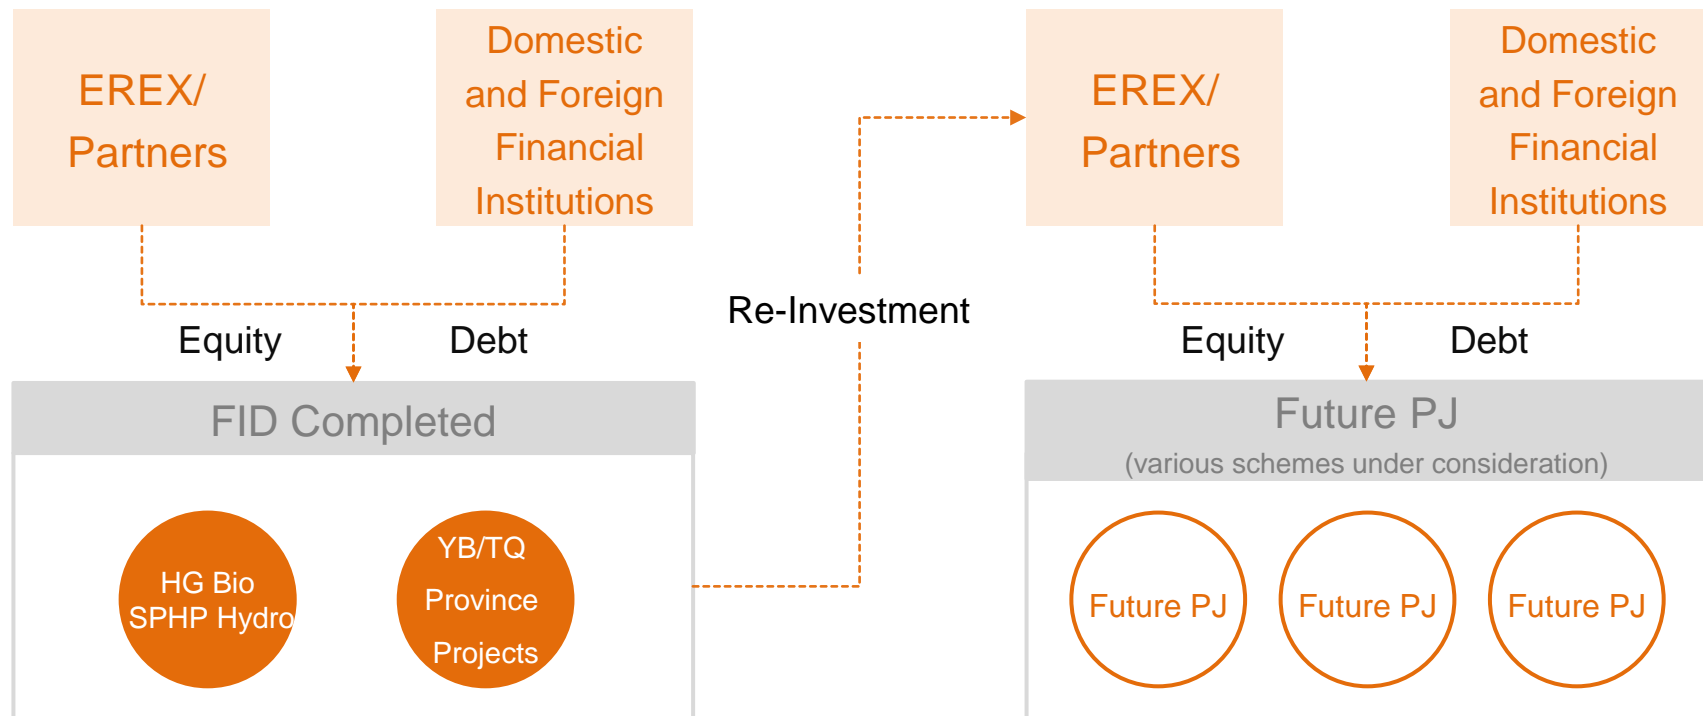 EREX/
Partners
Domestic
and Foreign
Financial
Institutions
Equity
Debt
FID Completed
HG Bio
SPHP Hydro
YB/TQ
Province
Projects
Re-Investment
EREX/
Partners
Domestic
and Foreign
Financial
Institutions
Equity
Debt
Future PJ
(various schemes under consideration)
Future PJ
Future PJ
Future PJ